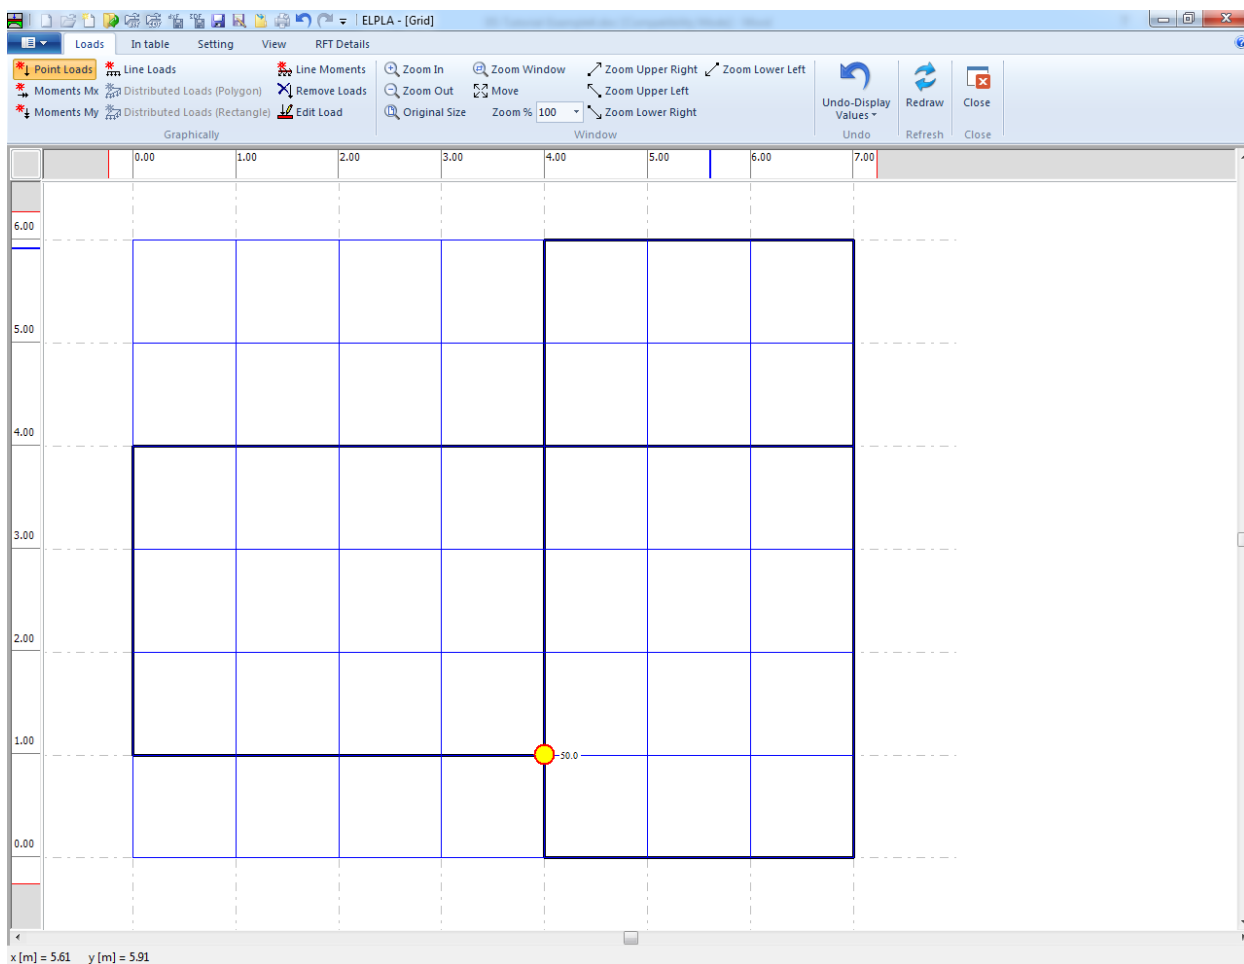 ELPLA - [Grid]
Loads In table Setting View RFT Details
Point Loads Line Loads Line Moments Zoom In Zoom Window Zoom Upper Right Zoom Lower Left
Moments Mx Distributed Loads (Polygon) Remove Loads Zoom Out Move Zoom Upper Left
Moments My Distributed Loads (Rectangle) Edit Load Original Size Zoom % 100 Zoom Lower Right
Undo-Display Values Redraw Close
Graphically Window Undo Refresh Close
0.00 1.00 2.00 3.00 4.00 5.00 6.00 7.00
6.00
5.00
4.00
3.00
2.00
1.00
50.0
0.00
x [m] = 5.61 y [m] = 5.91